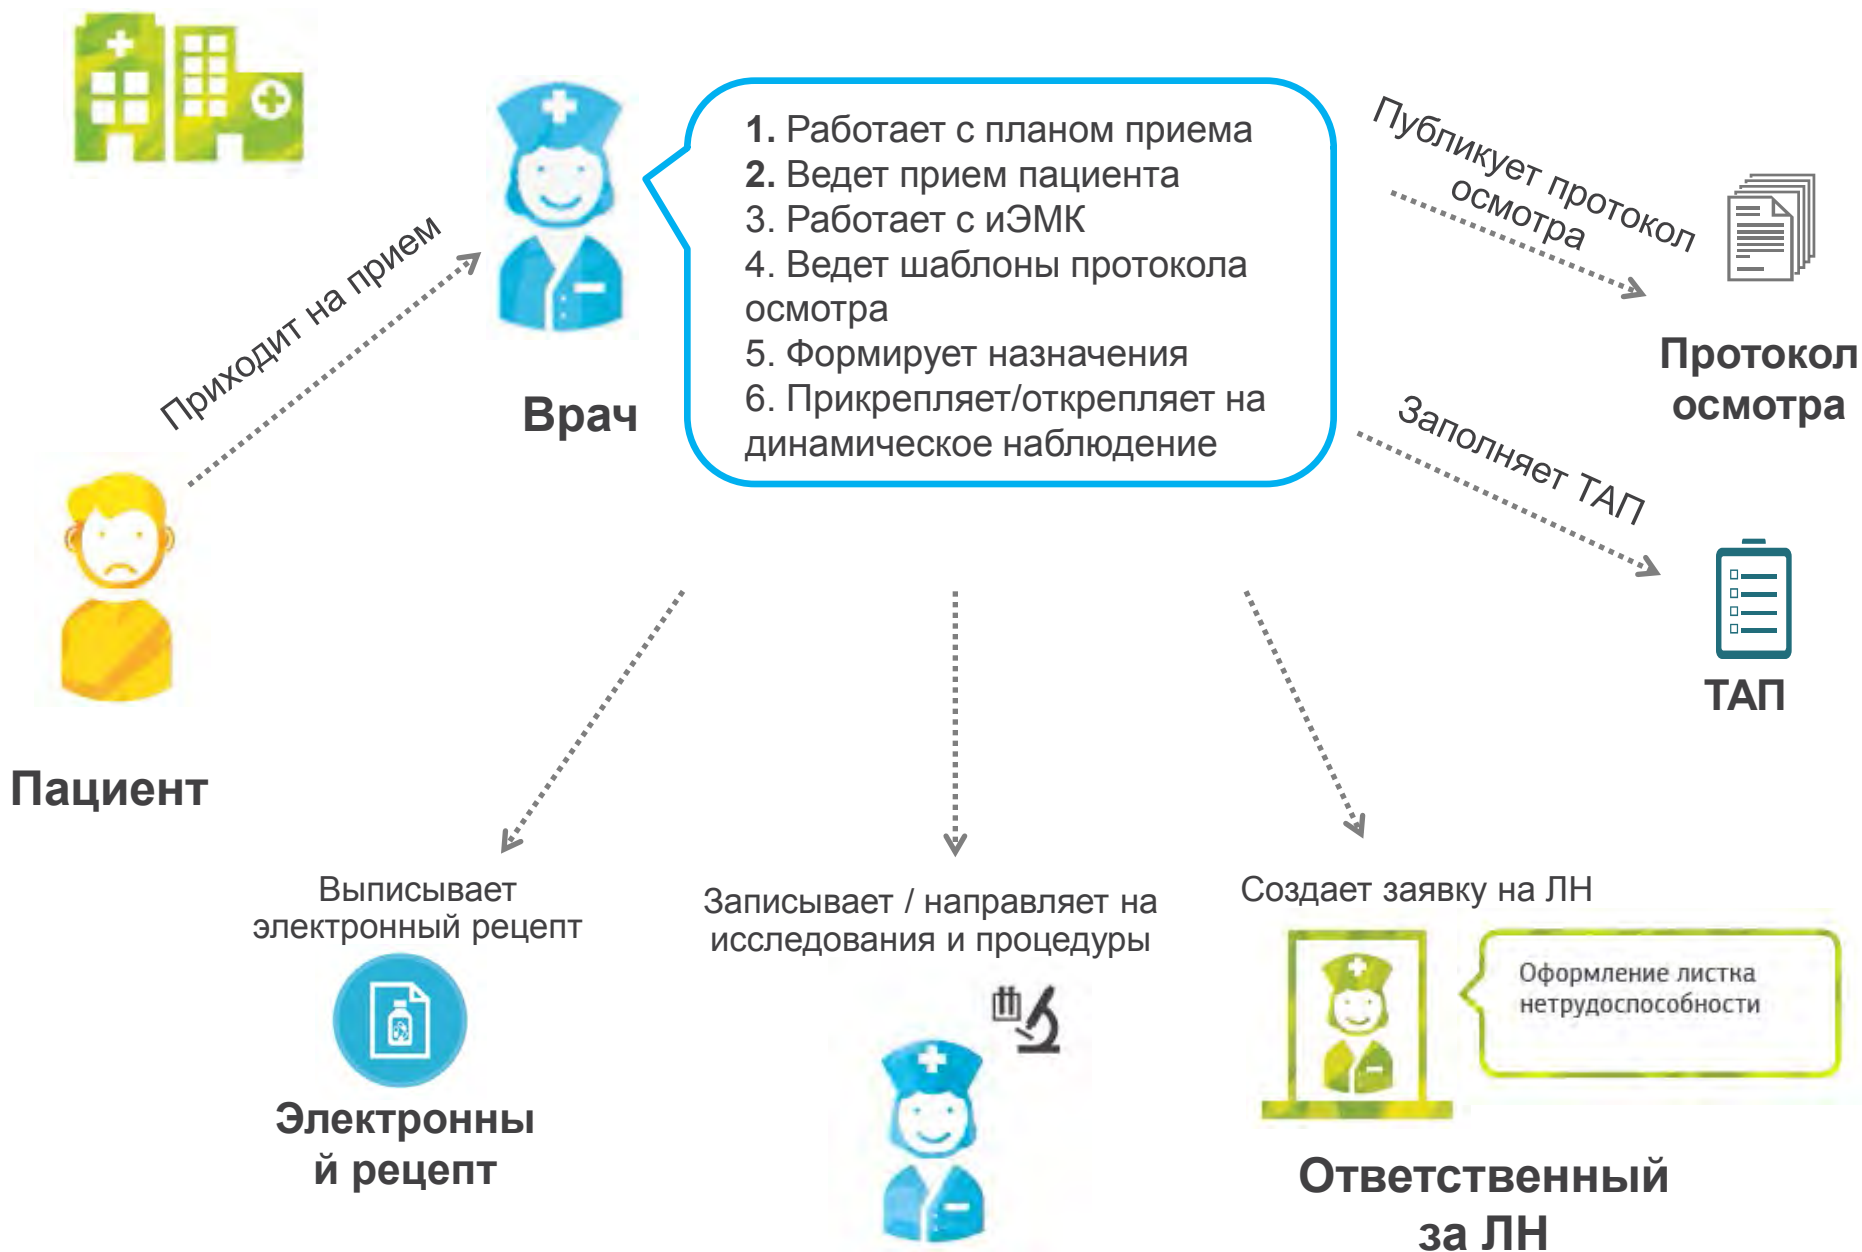 1. Работает с планом приема
2. Ведет прием пациента
3. Работает с иЭМК
4. Ведет шаблоны протокола
осмотра
5. Формирует назначения
6. Прикрепляет/открепляет на
динамическое наблюдение
Приходит на прием
Врач
Пациент
Публикует протокол
осмотра
Протокол
осмотра
Заполняет ТАП
ТАП
Выписывает
электронный рецепт
Электронны
й рецепт
Записывает / направляет на
исследования и процедуры
Создает заявку на ЛН
Оформление листка
нетрудоспособности
Ответственный
за ЛН